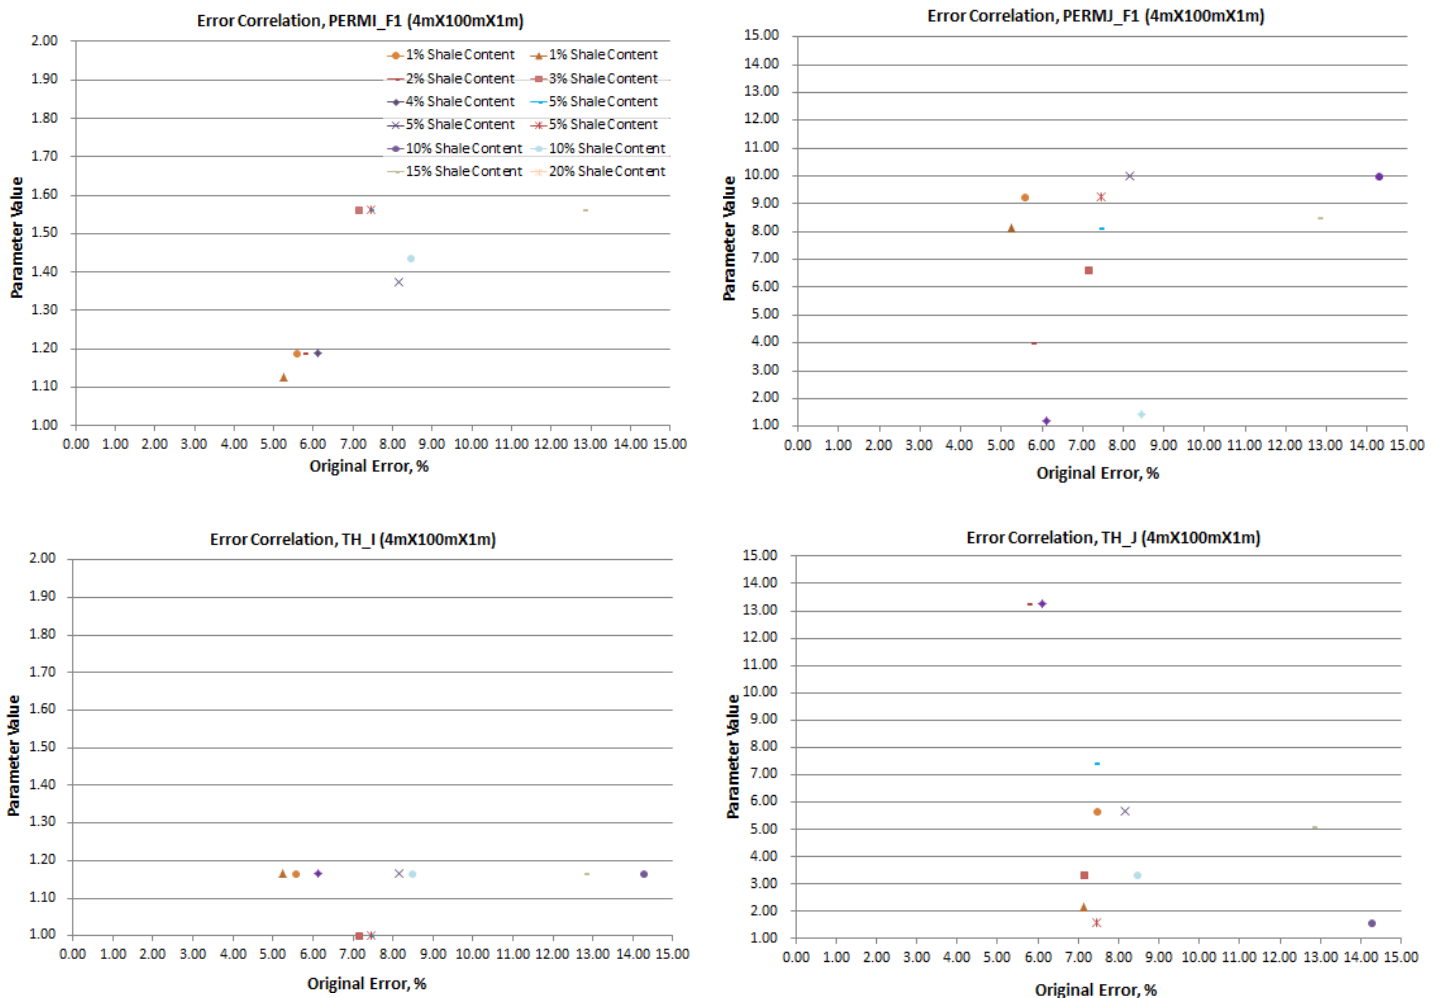 Error Correlation, PERMI_F1 (4mX100mX1m)
2.00
1.90
1.80
1.70
1.60
1.50
1.40
1.30
1.20
1.10
1.00
Parameter Value
1% Shale Content 1% Shale Content
2% Shale Content 3% Shale Content
4% Shale Content 5% Shale Content
5% Shale Content 5% Shale Content
10% Shale Content 10% Shale Content
15% Shale Content 20% Shale Content
0.00 1.00 2.00 3.00 4.00 5.00 6.00 7.00 8.00 9.00 10.00 11.00 12.00 13.00 14.00 15.00
Original Error, %
Error Correlation, PERMJ_F1 (4mX100mX1m)
15.00
14.00
13.00
12.00
11.00
10.00
9.00
8.00
7.00
6.00
5.00
4.00
3.00
2.00
1.00
Parameter Value
0.00 1.00 2.00 3.00 4.00 5.00 6.00 7.00 8.00 9.00 10.00 11.00 12.00 13.00 14.00 15.00
Original Error, %
Error Correlation, TH_I (4mX100mX1m)
2.00
1.90
1.80
1.70
1.60
1.50
1.40
1.30
1.20
1.10
1.00
Parameter Value
0.00 1.00 2.00 3.00 4.00 5.00 6.00 7.00 8.00 9.00 10.00 11.00 12.00 13.00 14.00 15.00
Original Error, %
Error Correlation, TH_J (4mX100mX1m)
15.00
14.00
13.00
12.00
11.00
10.00
9.00
8.00
7.00
6.00
5.00
4.00
3.00
2.00
1.00
Parameter Value
0.00 1.00 2.00 3.00 4.00 5.00 6.00 7.00 8.00 9.00 10.00 11.00 12.00 13.00 14.00 15.00
Original Error, %